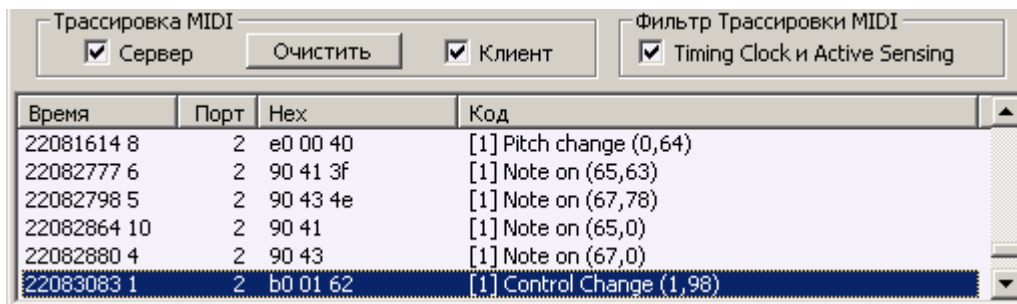 Трассировка MIDI Фильтр Трассировки MIDI
Сервер Очистить Клиент Timing Clock и Active Sensing
Время Порт Hex Код
22081614 8 2 e0 00 40 [1] Pitch change (0,64)
22082777 6 2 90 41 3f [1] Note on (65,63)
22082798 5 2 90 43 4e [1] Note on (67,78)
22082864 10 2 90 41 [1] Note on (65,0)
22082880 4 2 90 43 [1] Note on (67,0)
22083083 1 2 b0 01 62 [1] Control Change (1,98)